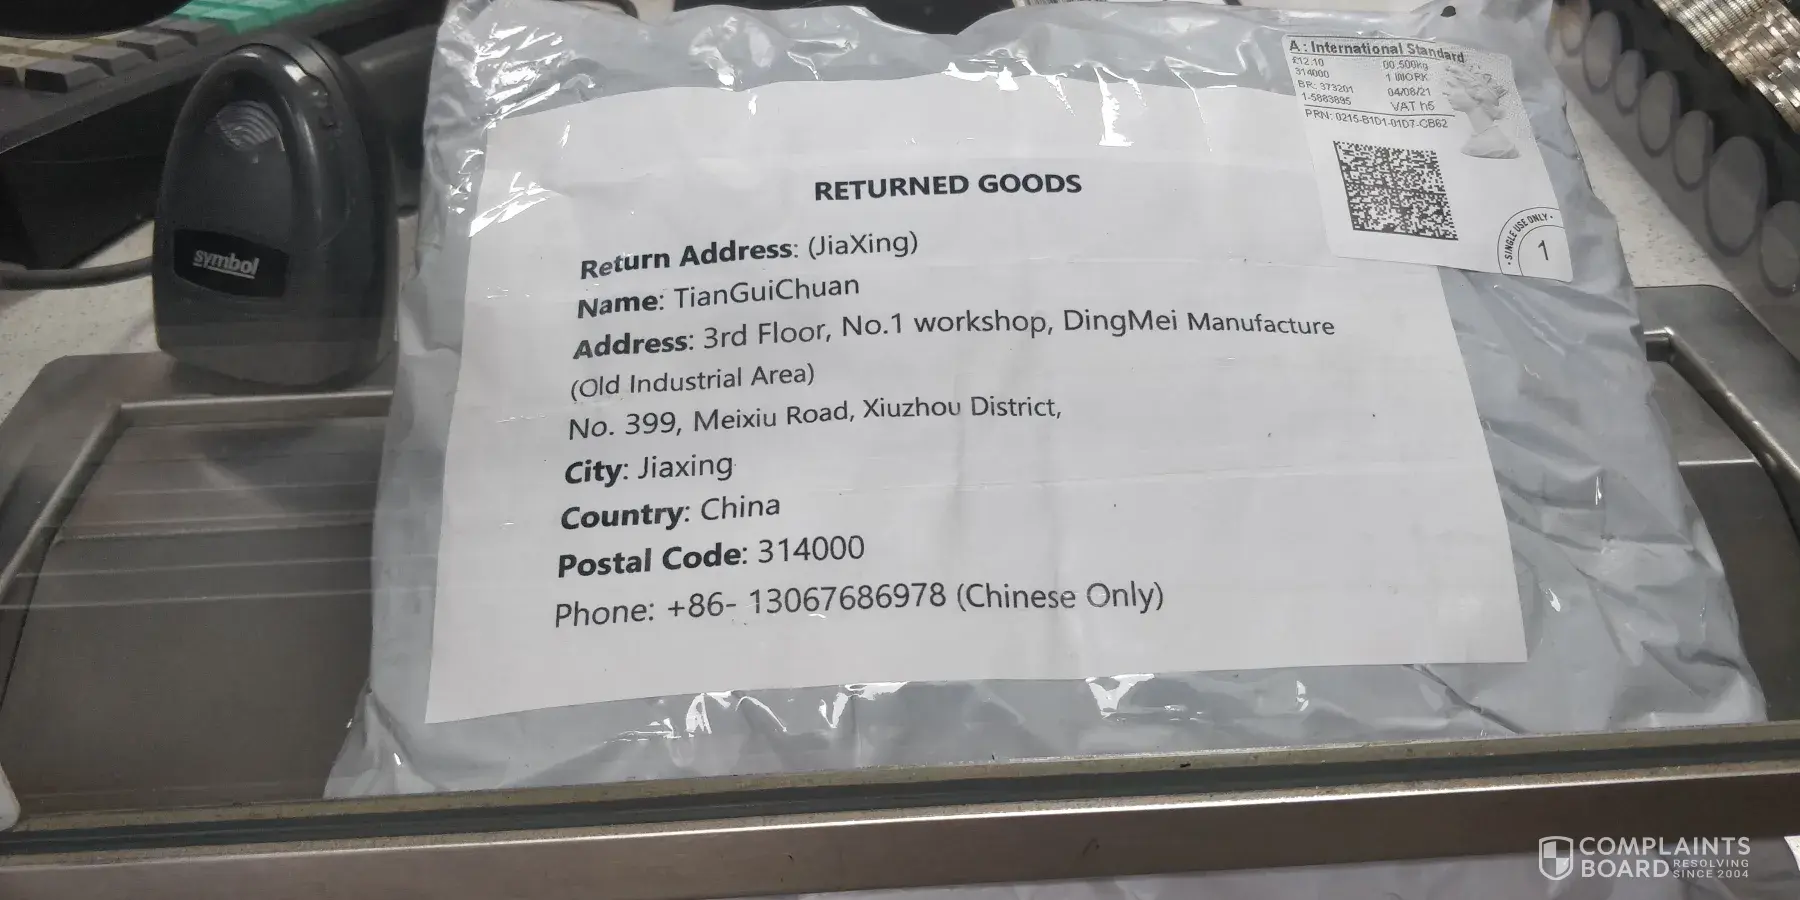 A : International Standard
£12.10 00.500kg
314000 1 WORK
BR: 373201 04/08/21
1-5883895 VAT n5
PRN: 0215-B1D1-01D7-CB62
• SINGLE USE ONLY •
1
symbol
RETURNED GOODS
Return Address: (JiaXing)
Name: TianGuiChuan
Address: 3rd Floor, No.1 workshop, DingMei Manufacture
(Old Industrial Area)
No. 399, Meixiu Road, Xiuzhou District,
City: Jiaxing
Country: China
Postal Code: 314000
Phone: +86- 13067686978 (Chinese Only)
COMPLAINTS
BOARD RESOLVING
SINCE 2004